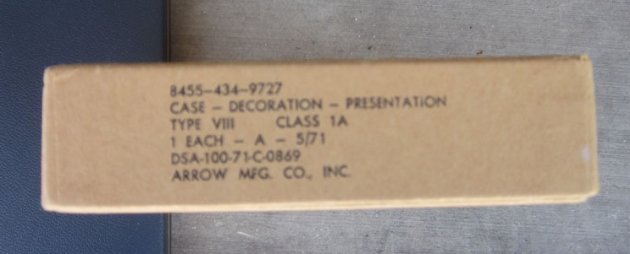 8455-434-9727
CASE - DECORATION - PRESENTATION
TYPE VIII CLASS 1A
1 EACH - A - 5/71
DSA-100-71-C-0869
ARROW MFG. CO., INC.